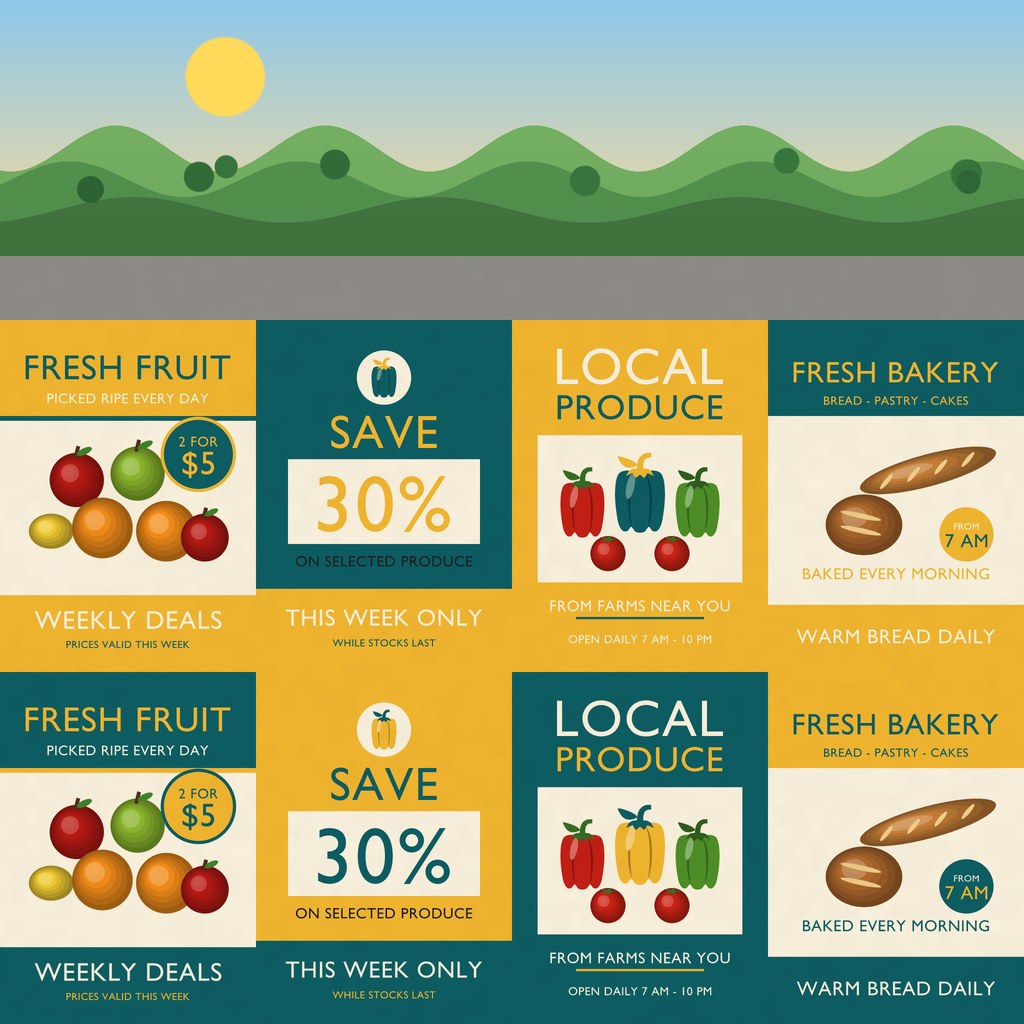 FRESH FRUIT
PICKED RIPE EVERY DAY
2 FOR
$5
WEEKLY DEALS
PRICES VALID THIS WEEK
SAVE
30%
ON SELECTED PRODUCE
THIS WEEK ONLY
WHILE STOCKS LAST
LOCAL
PRODUCE
FROM FARMS NEAR YOU
OPEN DAILY 7 AM - 10 PM
FRESH BAKERY
BREAD - PASTRY - CAKES
FROM
7 AM
BAKED EVERY MORNING
WARM BREAD DAILY
FRESH FRUIT
PICKED RIPE EVERY DAY
2 FOR
$5
WEEKLY DEALS
PRICES VALID THIS WEEK
SAVE
30%
ON SELECTED PRODUCE
THIS WEEK ONLY
WHILE STOCKS LAST
LOCAL
PRODUCE
FROM FARMS NEAR YOU
OPEN DAILY 7 AM - 10 PM
FRESH BAKERY
BREAD - PASTRY - CAKES
FROM
7 AM
BAKED EVERY MORNING
WARM BREAD DAILY